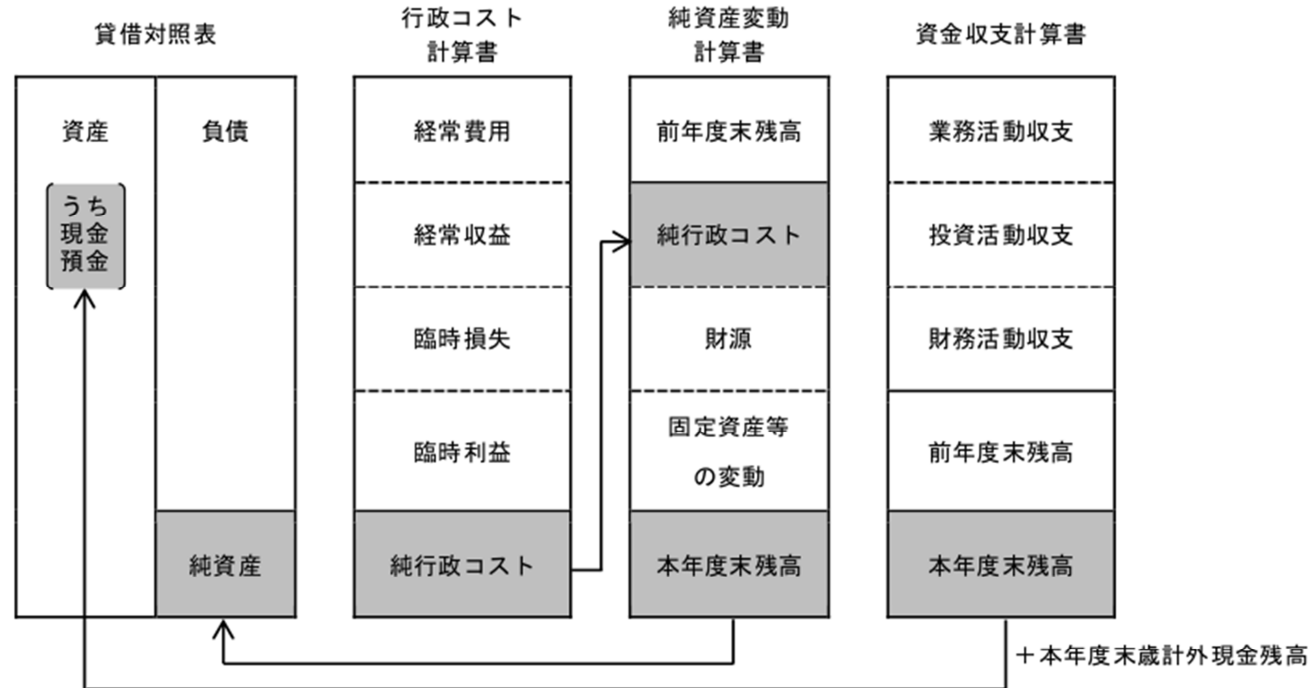 貸借対照表
資産
負債
うち
現金
預金
純資産
行政コスト
計算書
経常費用
経常収益
臨時損失
臨時利益
純行政コスト
純資産変動
計算書
前年度末残高
純行政コスト
財源
固定資産等
の変動
本年度末残高
資金収支計算書
業務活動収支
投資活動収支
財務活動収支
前年度末残高
本年度末残高
＋本年度末歳計外現金残高